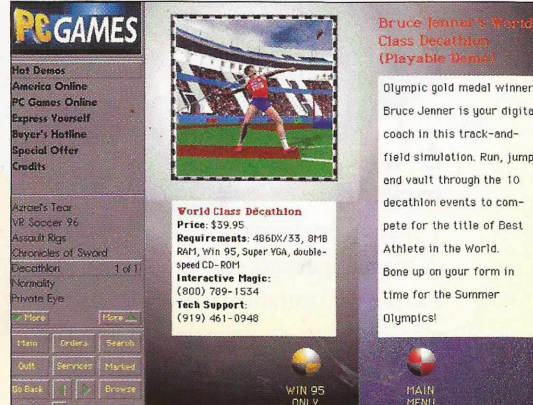 PC GAMES
Hot Demos
America Online
PC Games Online
Express Yourself
Buyer's Hotline
Special Offer
Credits
Azrael's Tear
VR Soccer 96
Assault Rigs
Chronicles of Sword
Decathlon 1 of 1
Normality
Private Eye
More More
Main Orders Search
Quit Services Marked
Go Back Browse
World Class Decathlon
Price: $39.95
Requirements: 486DX/33, 8MB
RAM, Win 95, Super VGA, double-
speed CD-ROM
Interactive Magic:
(800) 789-1534
Tech Support:
(919) 461-0948
WIN 95
ONLY
Bruce Jenner's World
Class Decathlon
(Playable Demo)
Olympic gold medal winner
Bruce Jenner is your digita
coach in this track-and-
field simulation. Run, jump
and vault through the 10
decathlon events to com-
pete for the title of Best
Athlete in the World.
Bone up on your form in
time for the Summer
Olympics!
MAIN
MENU